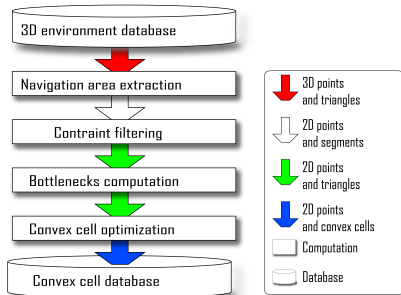 3D environment database
Navigation area extraction
Contraint filtering
Bottlenecks computation
Convex cell optimization
Convex cell database
3D points
and triangles
2D points
and segments
2D points
and triangles
2D points
and convex cells
Computation
Database